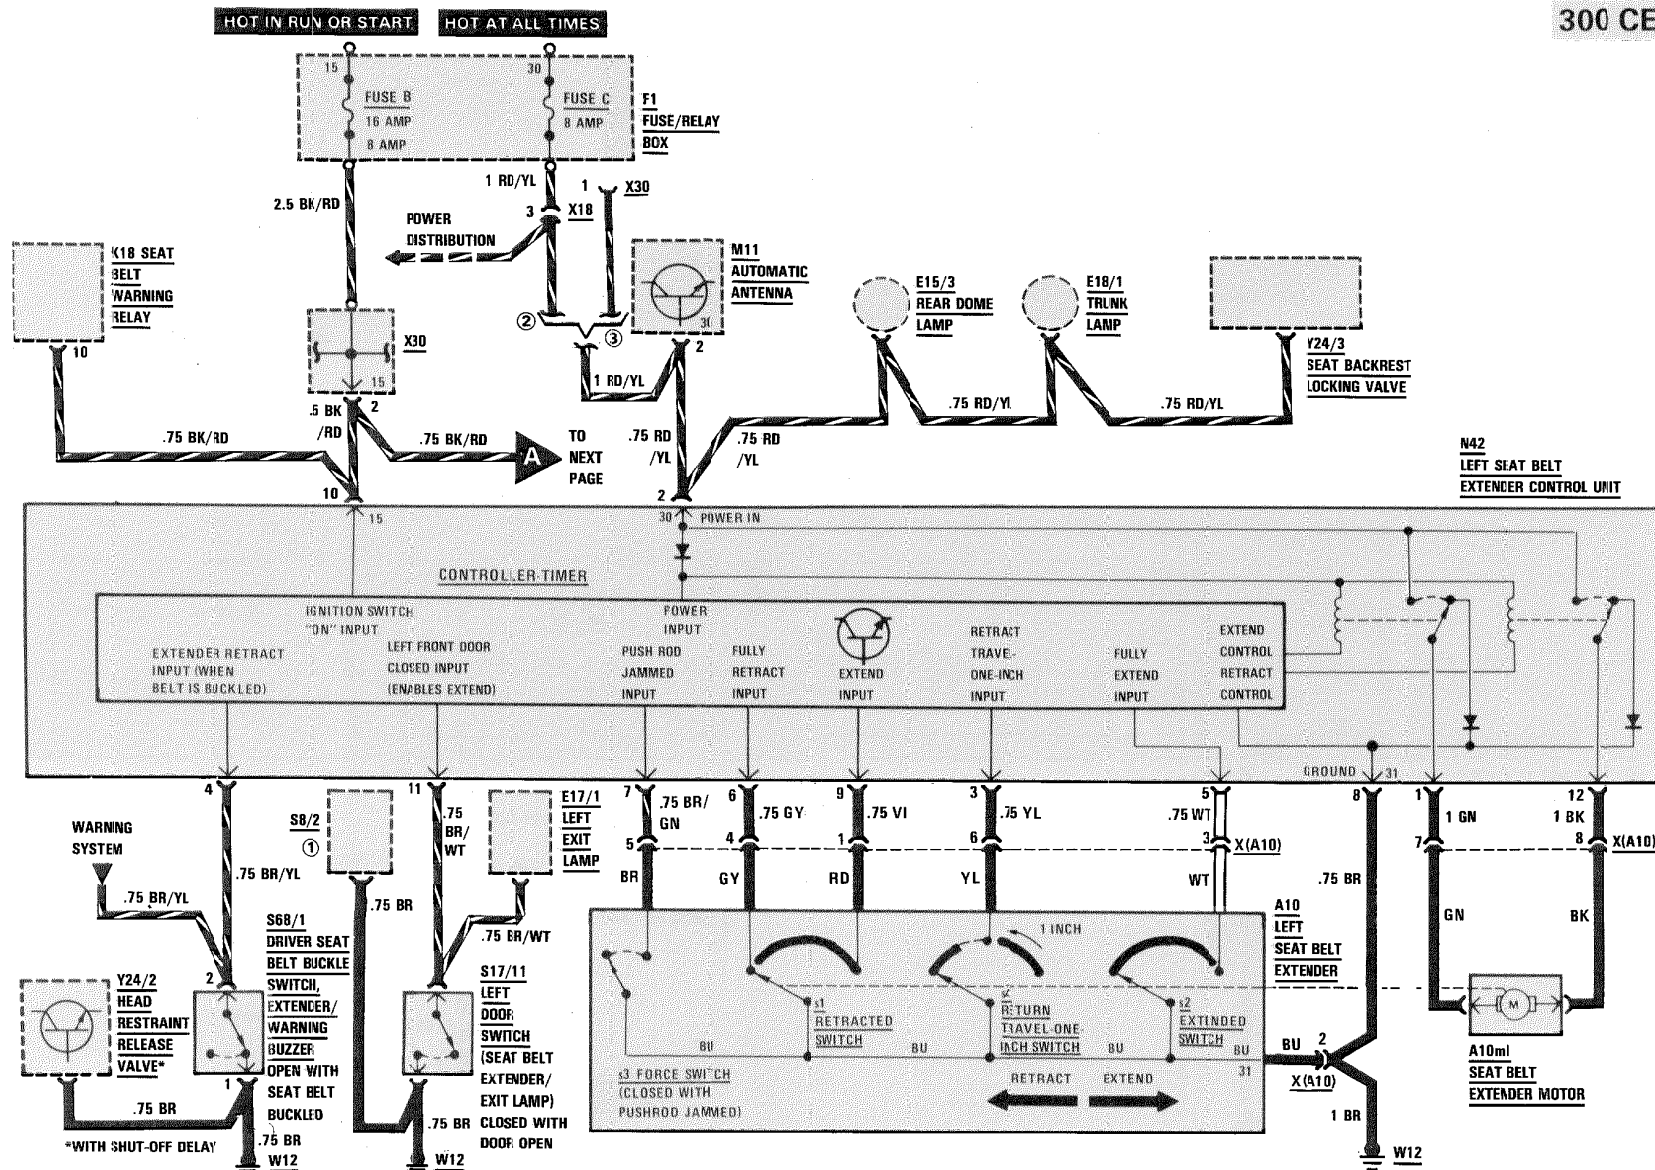 HOT IN RUN OR START
HOT AT ALL TIMES
300 CE
15
30
FUSE B
16 AMP
8 AMP
FUSE C
8 AMP
F1
FUSE/RELAY
BOX
2.5 BK/RD
1 RD/YL
1
X30
3
X18
POWER
DISTRIBUTION
K18 SEAT
BELT
WARNING
RELAY
10
X30
15
2
②
③
1 RD/YL
M11
AUTOMATIC
ANTENNA
30
2
E15/3
REAR DOME
LAMP
E18/1
TRUNK
LAMP
Y24/3
SEAT BACKREST
LOCKING VALVE
.75 BK/RD
.5 BK
/RD
.75 BK/RD
A
TO
NEXT
PAGE
.75 RD
/YL
.75 RD
/YL
.75 RD/YL
.75 RD/YL
N42
LEFT SEAT BELT
EXTENDER CONTROL UNIT
10
15
2
30
POWER IN
CONTROLLER-TIMER
IGNITION SWITCH
"ON" INPUT
POWER
INPUT
EXTENDER RETRACT
INPUT (WHEN
BELT IS BUCKLED)
LEFT FRONT DOOR
CLOSED INPUT
(ENABLES EXTEND)
PUSH ROD
JAMMED
INPUT
FULLY
RETRACT
INPUT
EXTEND
INPUT
RETRACT
TRAVEL-
ONE-INCH
INPUT
FULLY
EXTEND
INPUT
EXTEND
CONTROL
RETRACT
CONTROL
GROUND
31
4
11
7
6
9
3
5
8
1
12
WARNING
SYSTEM
S8/2
①
.75
BR/
WT
E17/1
LEFT
EXIT
LAMP
.75 BR/
GN
.75 GY
.75 VI
.75 YL
.75 WT
1 GN
1 BK
5
4
1
6
3
X(A10)
7
8
X(A10)
.75 BR/YL
.75 BR/YL
.75 BR
.75 BR/WT
BR
GY
RD
YL
WT
.75 BR
GN
BK
S68/1
DRIVER SEAT
BELT BUCKLE
SWITCH,
EXTENDER/
WARNING
BUZZER
OPEN WITH
SEAT BELT
BUCKLED
2
1
Y24/2
HEAD
RESTRAINT
RELEASE
VALVE*
.75 BR
*WITH SHUT-OFF DELAY
.75 BR
W12
S17/11
LEFT
DOOR
SWITCH
(SEAT BELT
EXTENDER/
EXIT LAMP)
CLOSED WITH
DOOR OPEN
.75 BR
W12
1 INCH
A10
LEFT
SEAT BELT
EXTENDER
s1
RETRACTED
SWITCH
RETURN
TRAVEL-ONE-
INCH SWITCH
s2
EXTENDED
SWITCH
BU
BU
BU
BU
31
s3 FORCE SWITCH
(CLOSED WITH
PUSHROD JAMMED)
RETRACT
EXTEND
BU
2
X(A10)
1 BR
W12
M
A10m1
SEAT BELT
EXTENDER MOTOR